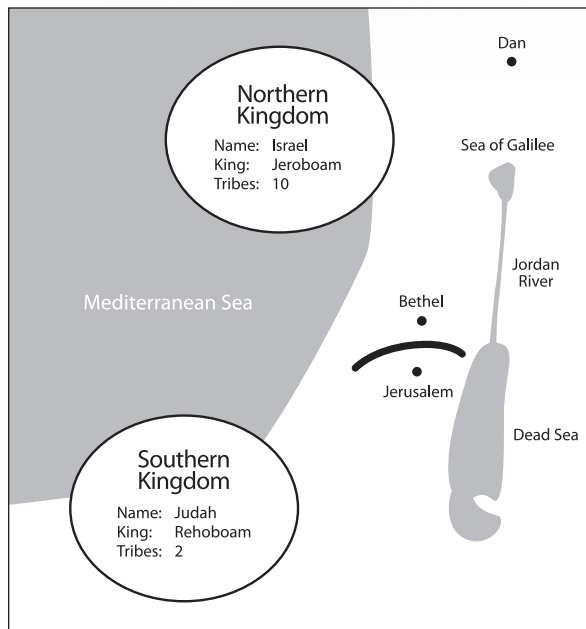 Dan
Northern
Kingdom
Name: Israel
King: Jeroboam
Tribes: 10
Sea of Galilee
Jordan
River
Mediterranean Sea
Bethel
Jerusalem
Dead Sea
Southern
Kingdom
Name: Judah
King: Rehoboam
Tribes: 2